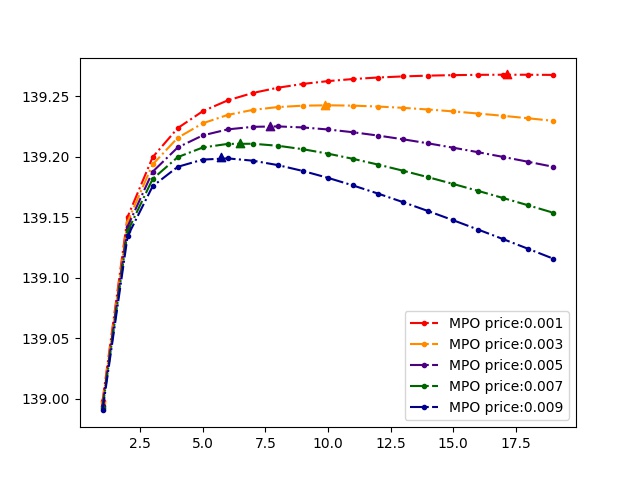 139.25
139.20
139.15
139.10
139.05
139.00
2.5 5.0 7.5 10.0 12.5 15.0 17.5
MPO price:0.001
MPO price:0.003
MPO price:0.005
MPO price:0.007
MPO price:0.009